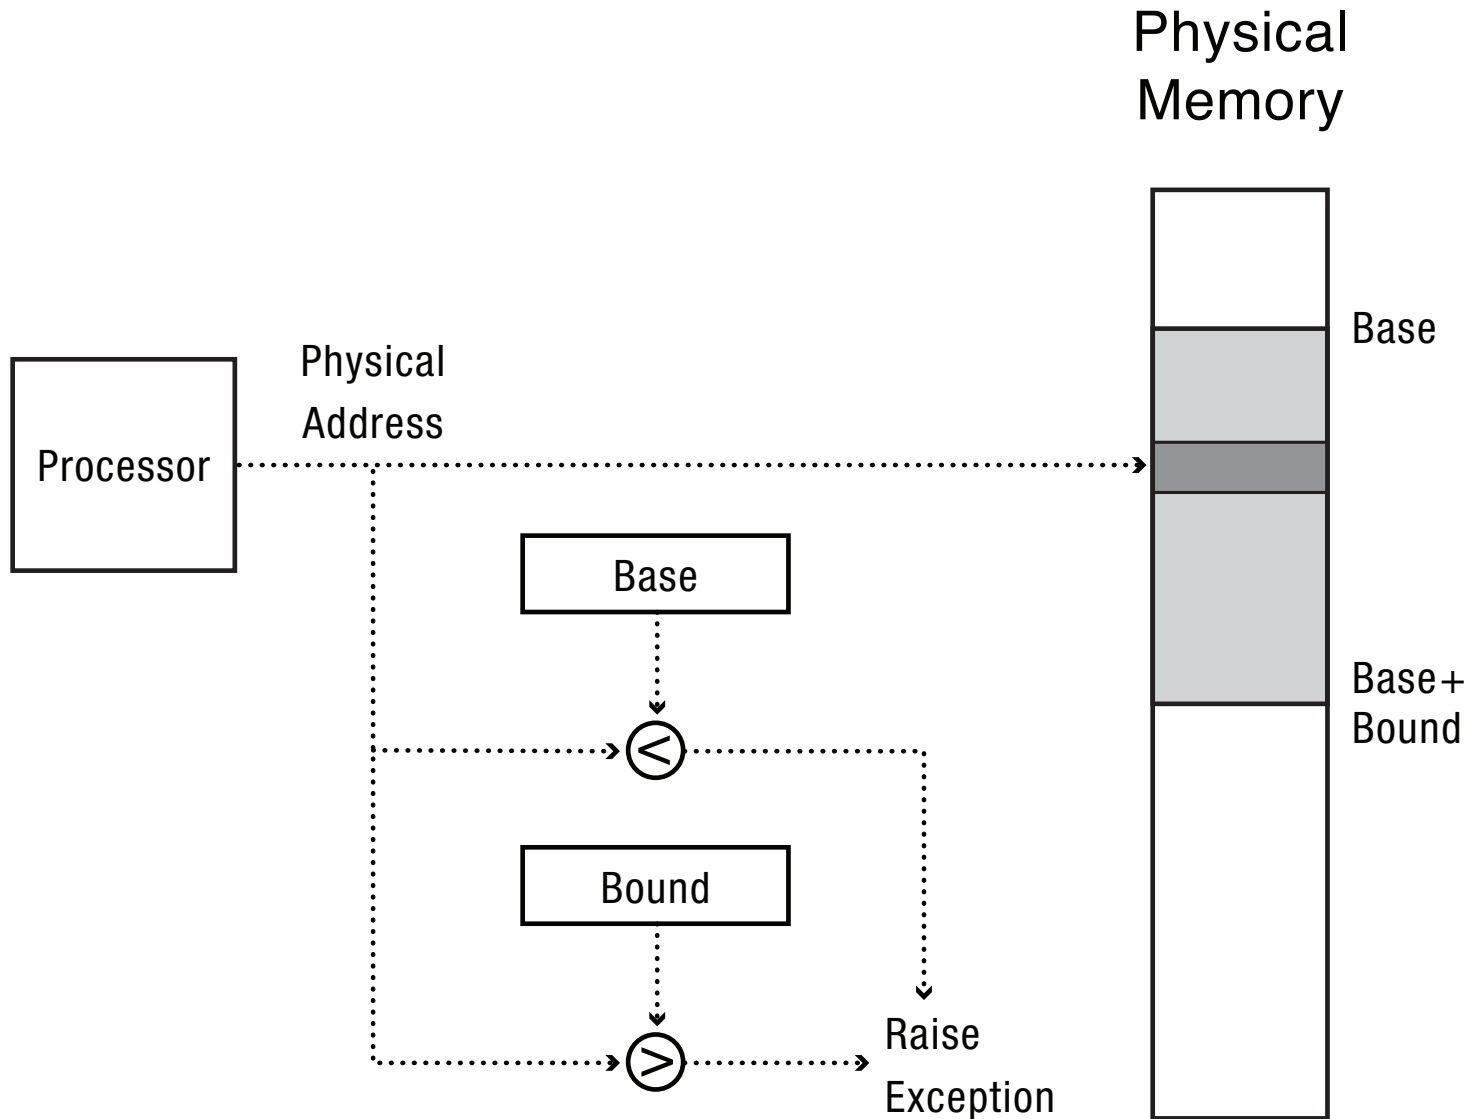 Physical
Memory
Base
Physical
Address
Processor
Base
<
Base+
Bound
Bound
>
Raise
Exception